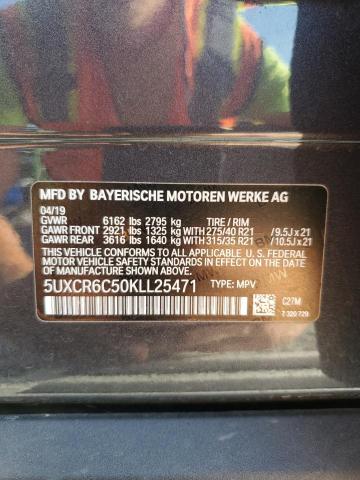 MFD BY BAYERISCHE MOTOREN WERKE AG
04/19
GVWR 6162 lbs 2795 kg TIRE / RIM
GAWR FRONT 2921 lbs 1325 kg 275/40 R21 /9.5J x 21
GAWR REAR 3616 lbs 1640 kg 315/35 R21 /10.5J x 21
THIS VEHICLE CONFORMS TO ALL APPLICABLE
U.S. FEDERAL MOTOR VEHICLE SAFETY STANDARDS
IN EFFECT ON THE DATE OF MANUFACTURE SHOWN ABOVE.
5UXCR6C50KLL25471 TYPE: MPV
C27M
7 320 729